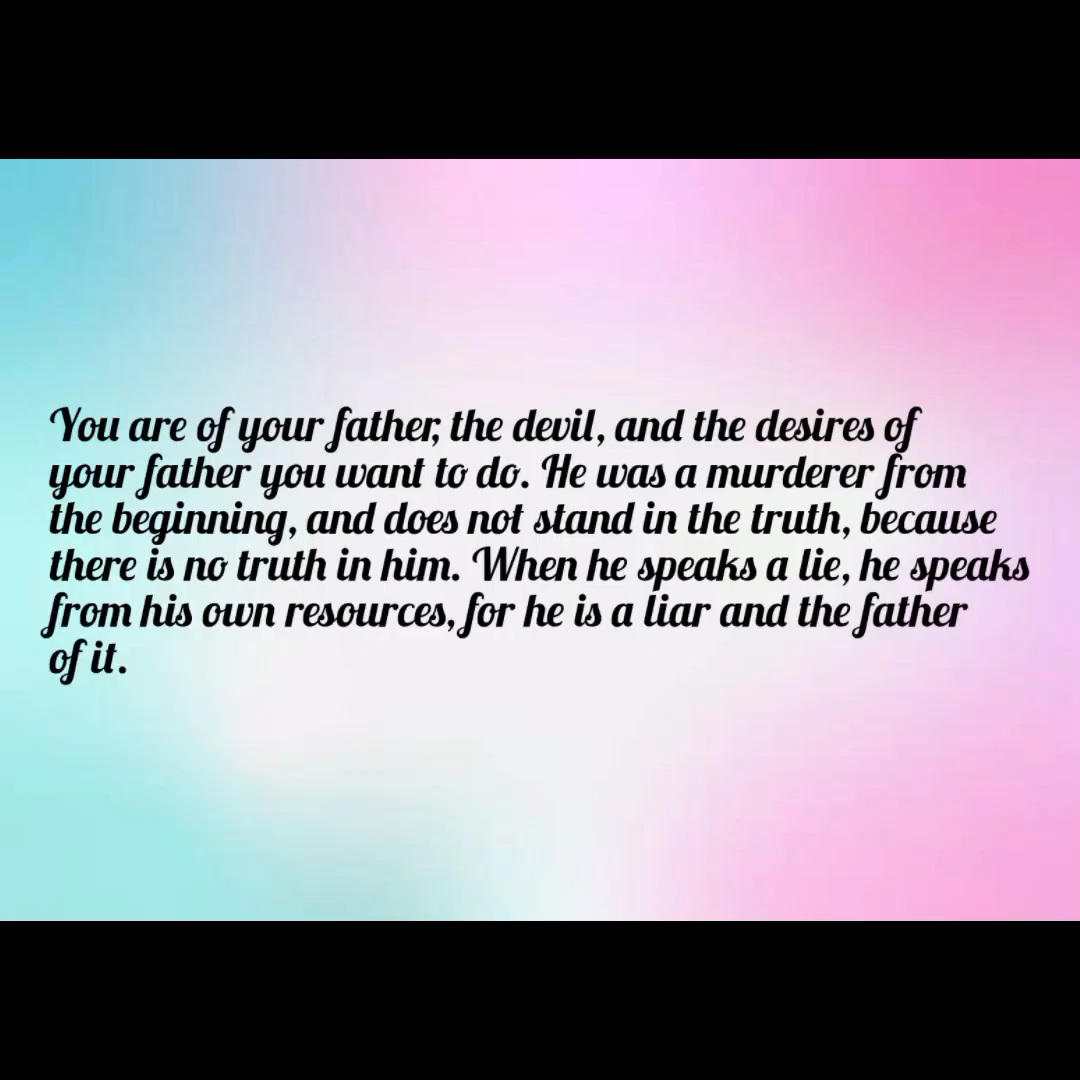 You are of your father, the devil, and the desires of
your father you want to do. He was a murderer from
the beginning, and does not stand in the truth, because
there is no truth in him. When he speaks a lie, he speaks
from his own resources, for he is a liar and the father
of it.